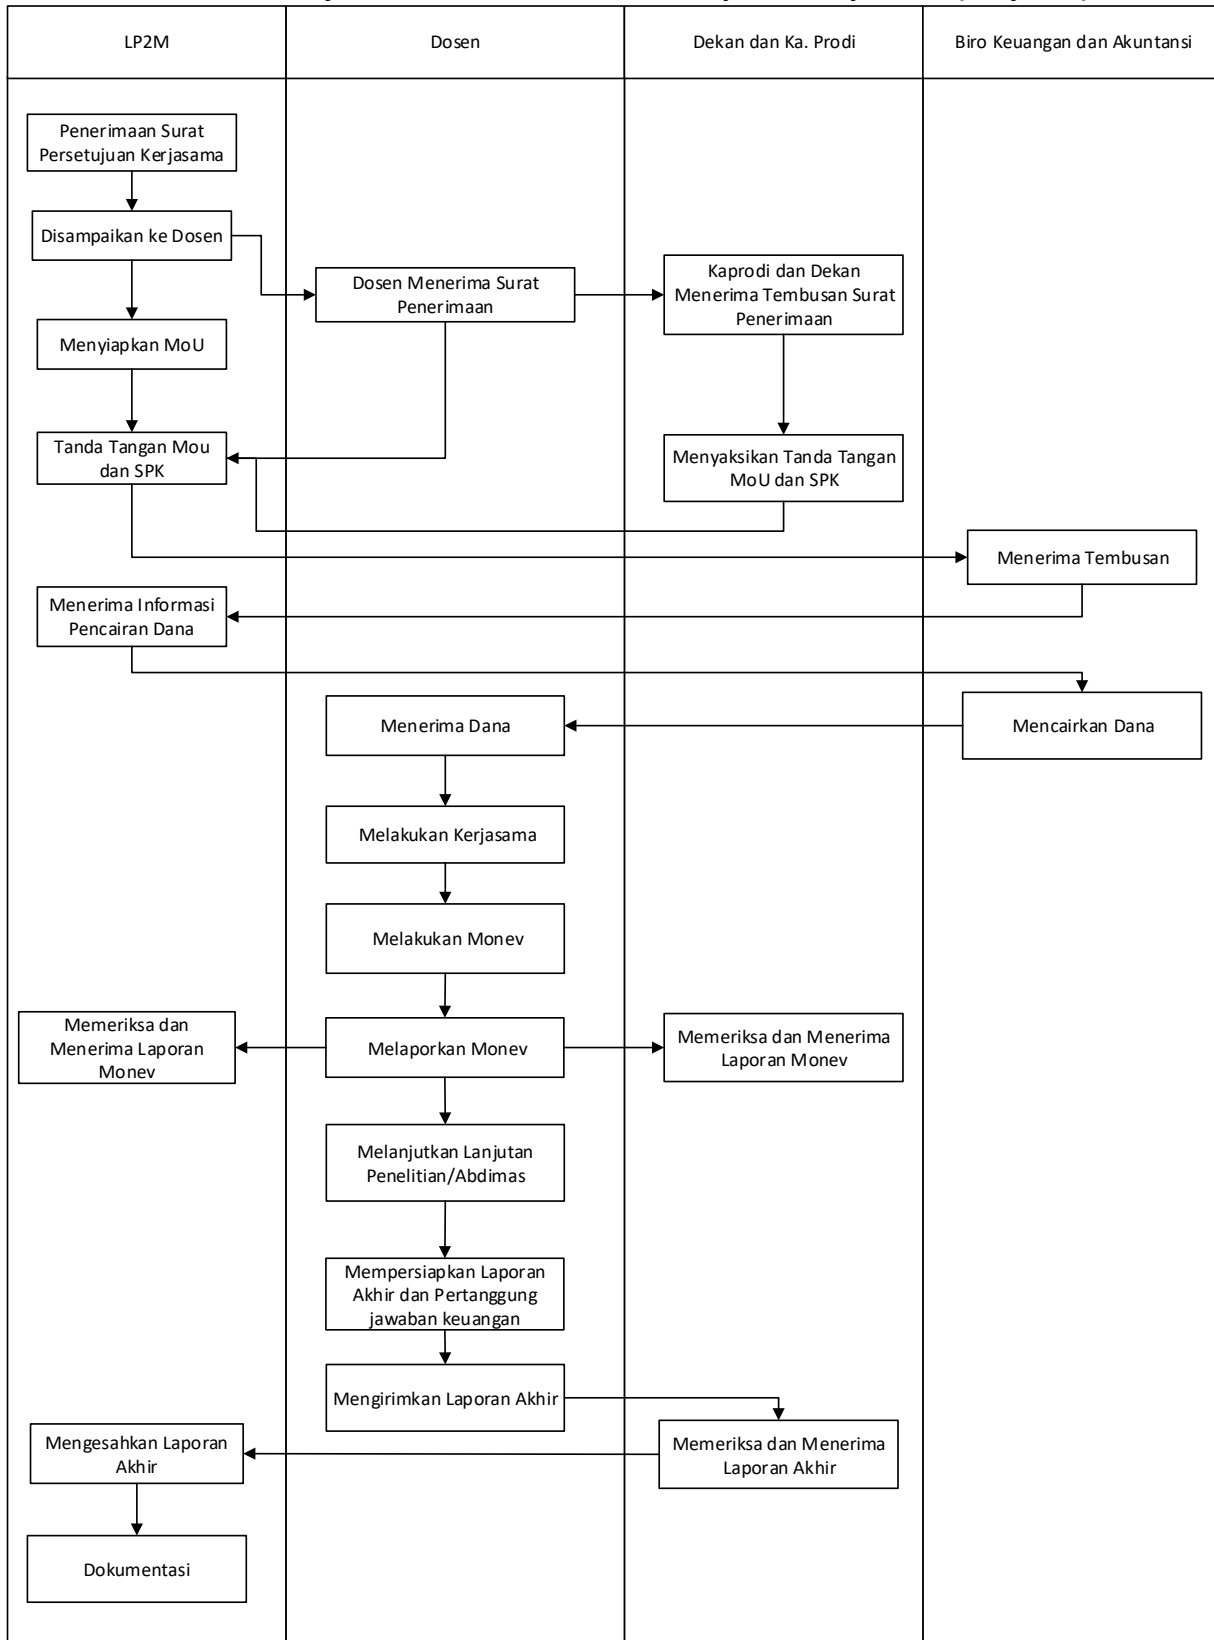 LP2M
Dosen
Dekan dan Ka. Prodi
Biro Keuangan dan Akuntansi
Penerimaan Surat
Persetujuan Kerjasama
Disampaikan ke Dosen
Dosen Menerima Surat
Penerimaan
Kaprodi dan Dekan
Menerima Tembusan Surat
Penerimaan
Menyiapkan MoU
Tanda Tangan Mou
dan SPK
Menyaksikan Tanda Tangan
MoU dan SPK
Menerima Tembusan
Menerima Informasi
Pencairan Dana
Menerima Dana
Mencairkan Dana
Melakukan Kerjasama
Melakukan Monev
Memeriksa dan
Menerima Laporan
Monev
Melaporkan Monev
Memeriksa dan Menerima
Laporan Monev
Melanjutkan Lanjutan
Penelitian/Abdimas
Mempersiapkan Laporan
Akhir dan Pertanggung
jawaban keuangan
Mengirimkan Laporan Akhir
Mengesahkan Laporan
Akhir
Memeriksa dan Menerima
Laporan Akhir
Dokumentasi